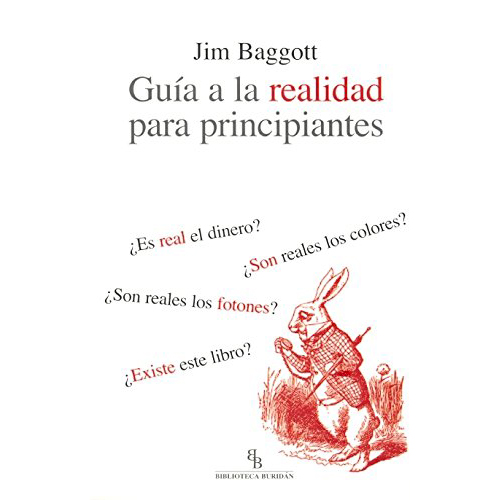 Jim Baggott
Guía a la realidad
para principiantes
¿Es real el dinero?
¿Son reales los colores?
¿Son reales los fotones?
¿Existe este libro?
BB
BIBLIOTECA BURIDÁN